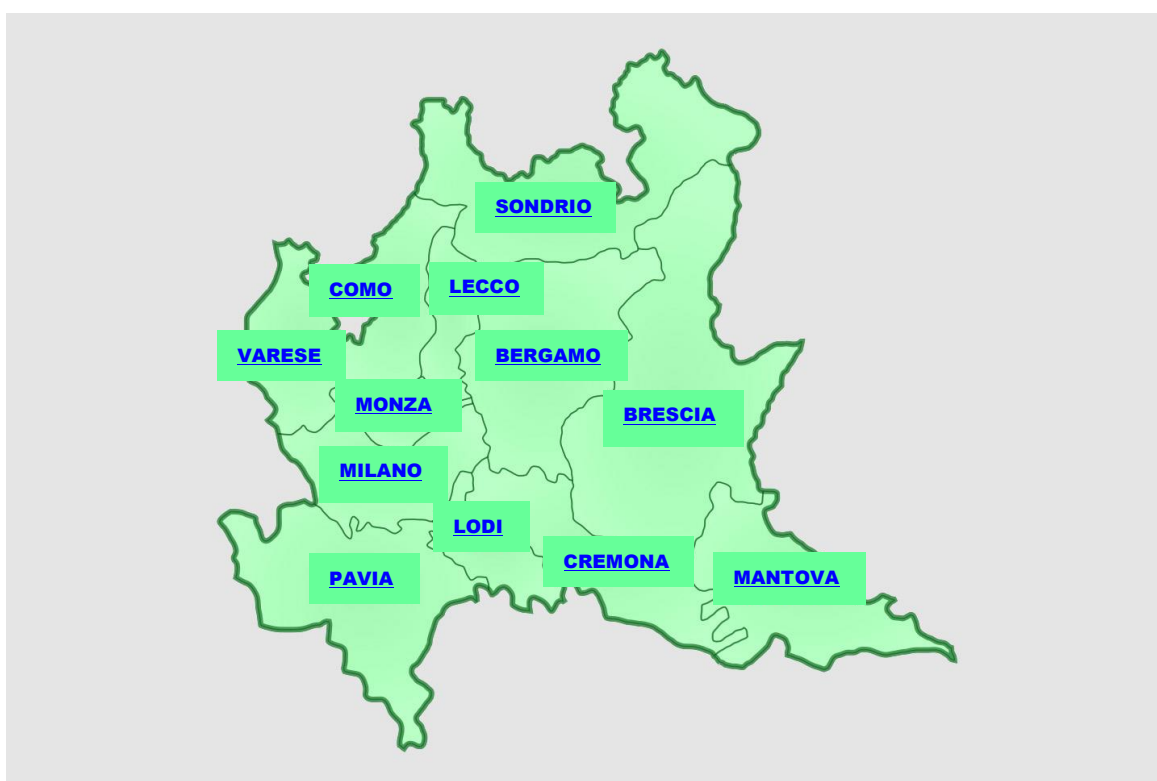 SONDRIO
COMO
LECCO
VARESE
BERGAMO
MONZA
BRESCIA
MILANO
LODI
CREMONA
PAVIA
MANTOVA